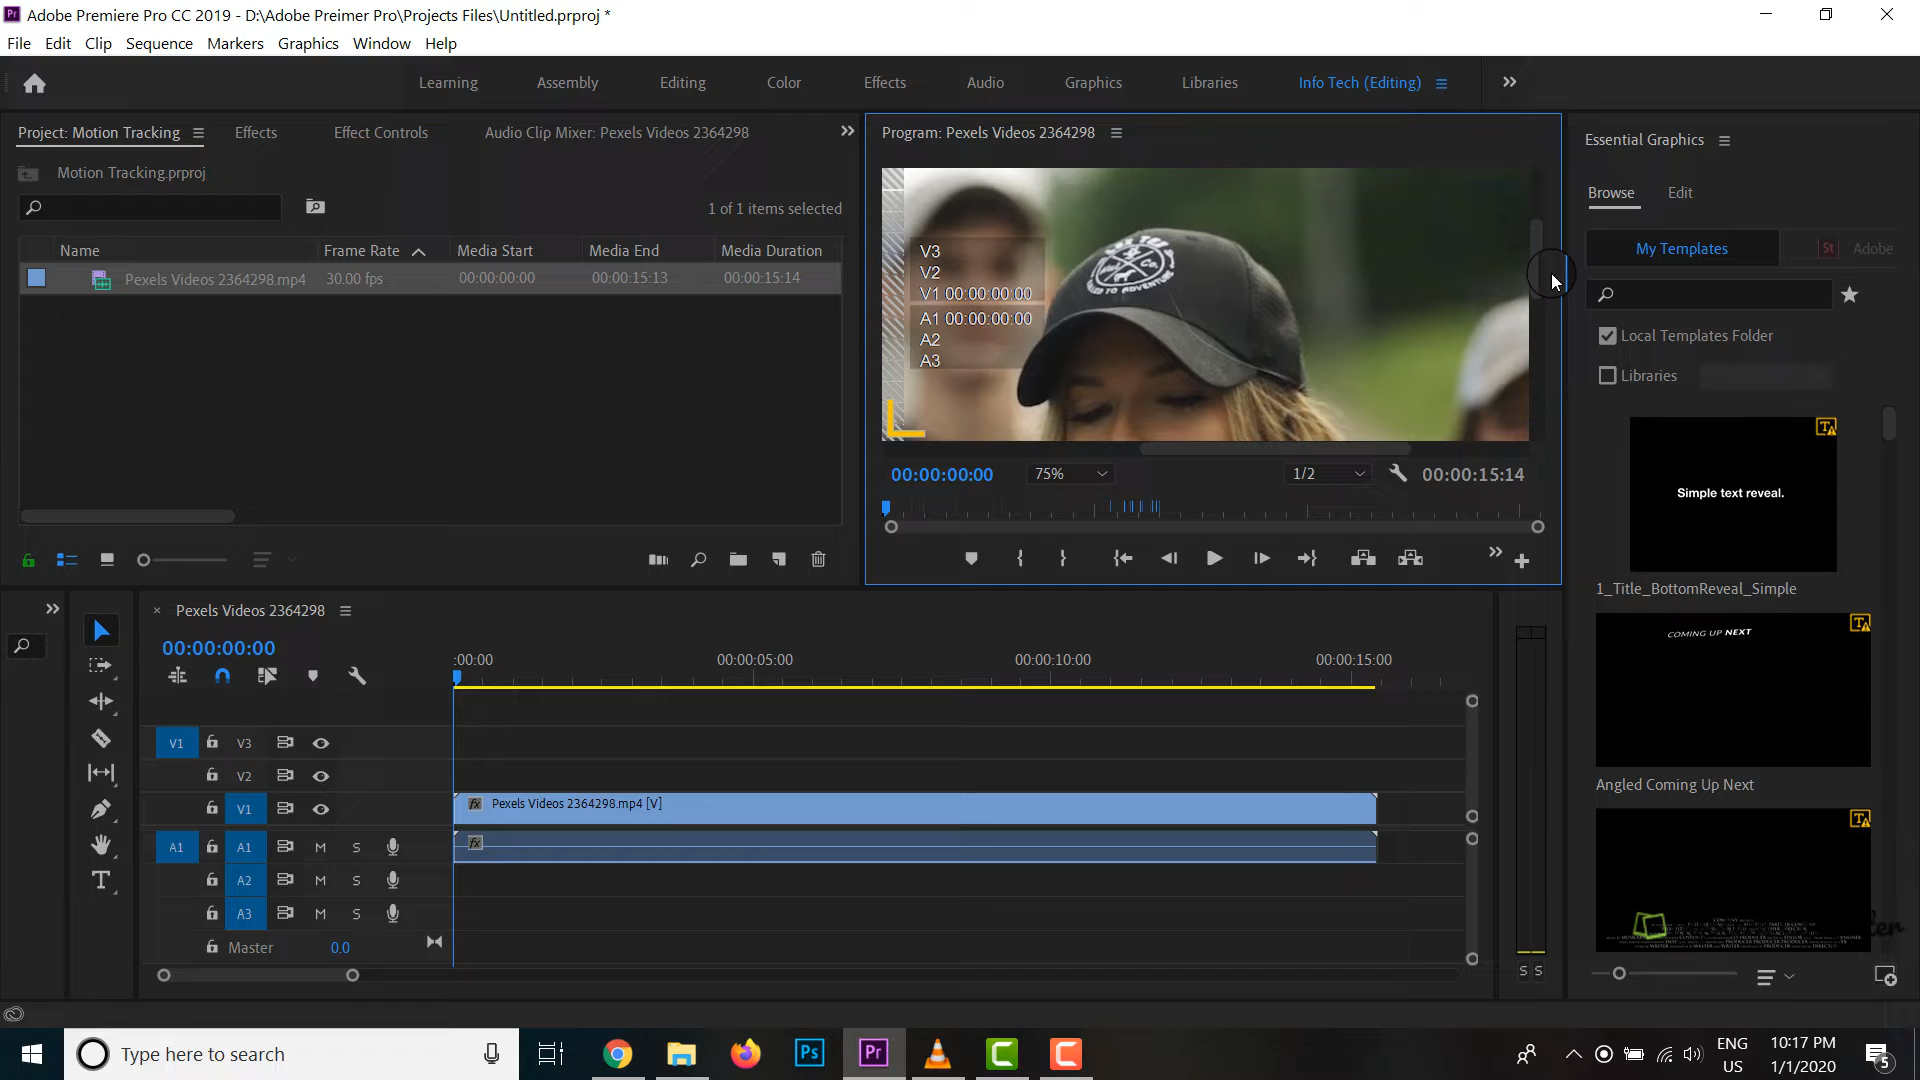 Adobe Premiere Pro CC 2019 - D:\Adobe Preimer Pro\Projects Files\Untitled.prproj *
File Edit Clip Sequence Markers Graphics Window Help
Learning Assembly Editing Color Effects Audio Graphics Libraries Info Tech (Editing)
Project: Motion Tracking Effects Effect Controls Audio Clip Mixer: Pexels Videos 2364298
Motion Tracking.prproj
1 of 1 items selected
Name Frame Rate Media Start Media End Media Duration
Pexels Videos 2364298.mp4 30.00 fps 00:00:00:00 00:00:15:13 00:00:15:14
Program: Pexels Videos 2364298
V3
V2
V1 00:00:00:00
A1 00:00:00:00
A2
A3
00:00:00:00 75% 1/2 00:00:15:14
Essential Graphics
Browse Edit
My Templates St Adobe
Local Templates Folder
Libraries
Simple text reveal.
1_Title_BottomReveal_Simple
COMING UP NEXT
Angled Coming Up Next
Pexels Videos 2364298
00:00:00:00
:00:00 00:00:05:00 00:00:10:00 00:00:15:00
V1 V3
V2
V1 fx Pexels Videos 2364298.mp4 [V]
A1 A1 M S fx
A2 M S
A3 M S
Master 0.0
S S
Type here to search
Ps Pr
ENG
US
10:17 PM
1/1/2020
5